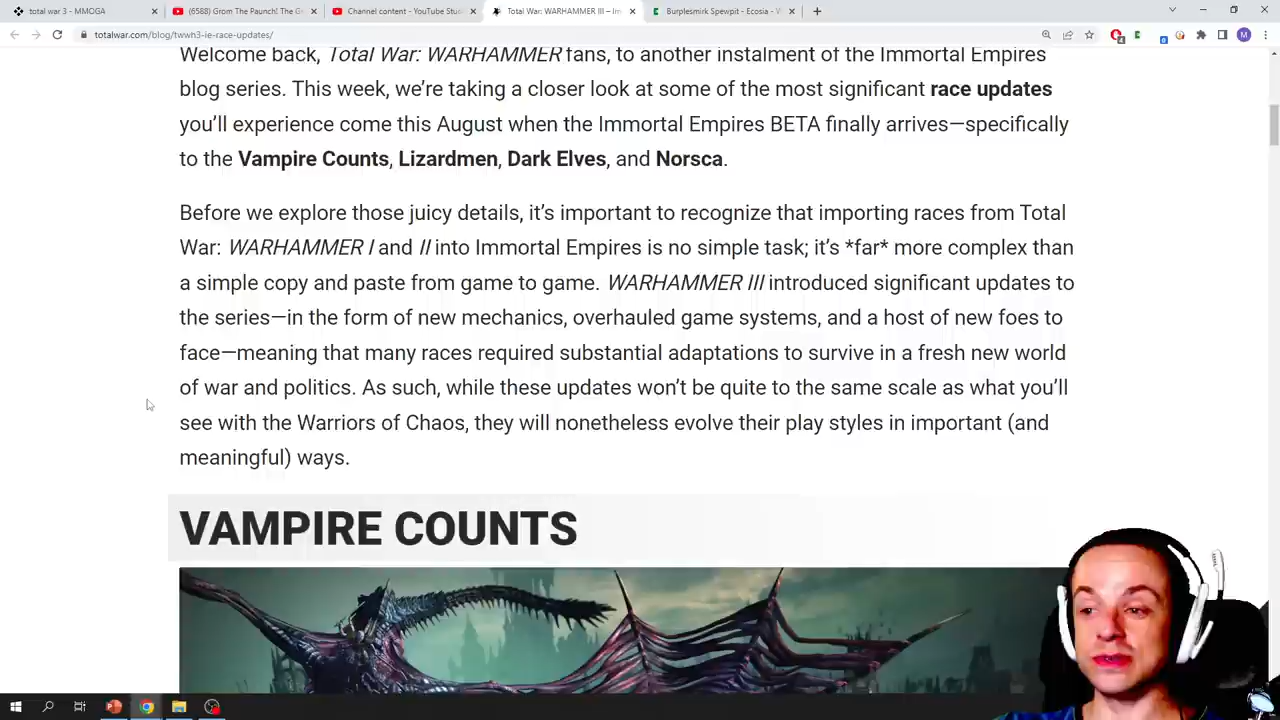 total war 3 - MMOGA
(6588) Grom The Paunch! The G
Channel content - YouTube Stud
Total War: WARHAMMER III – Im
Burplesmirk Spewpit - Ecosia - V
totalwar.com/blog/twwh3-ie-race-updates/
Welcome back, Total War: WARHAMMER fans, to another instalment of the Immortal Empires
blog series. This week, we’re taking a closer look at some of the most significant race updates
you’ll experience come this August when the Immortal Empires BETA finally arrives—specifically
to the Vampire Counts, Lizardmen, Dark Elves, and Norsca.
Before we explore those juicy details, it’s important to recognize that importing races from Total
War: WARHAMMER I and II into Immortal Empires is no simple task; it’s *far* more complex than
a simple copy and paste from game to game. WARHAMMER III introduced significant updates to
the series—in the form of new mechanics, overhauled game systems, and a host of new foes to
face—meaning that many races required substantial adaptations to survive in a fresh new world
of war and politics. As such, while these updates won’t be quite to the same scale as what you’ll
see with the Warriors of Chaos, they will nonetheless evolve their play styles in important (and
meaningful) ways.
VAMPIRE COUNTS